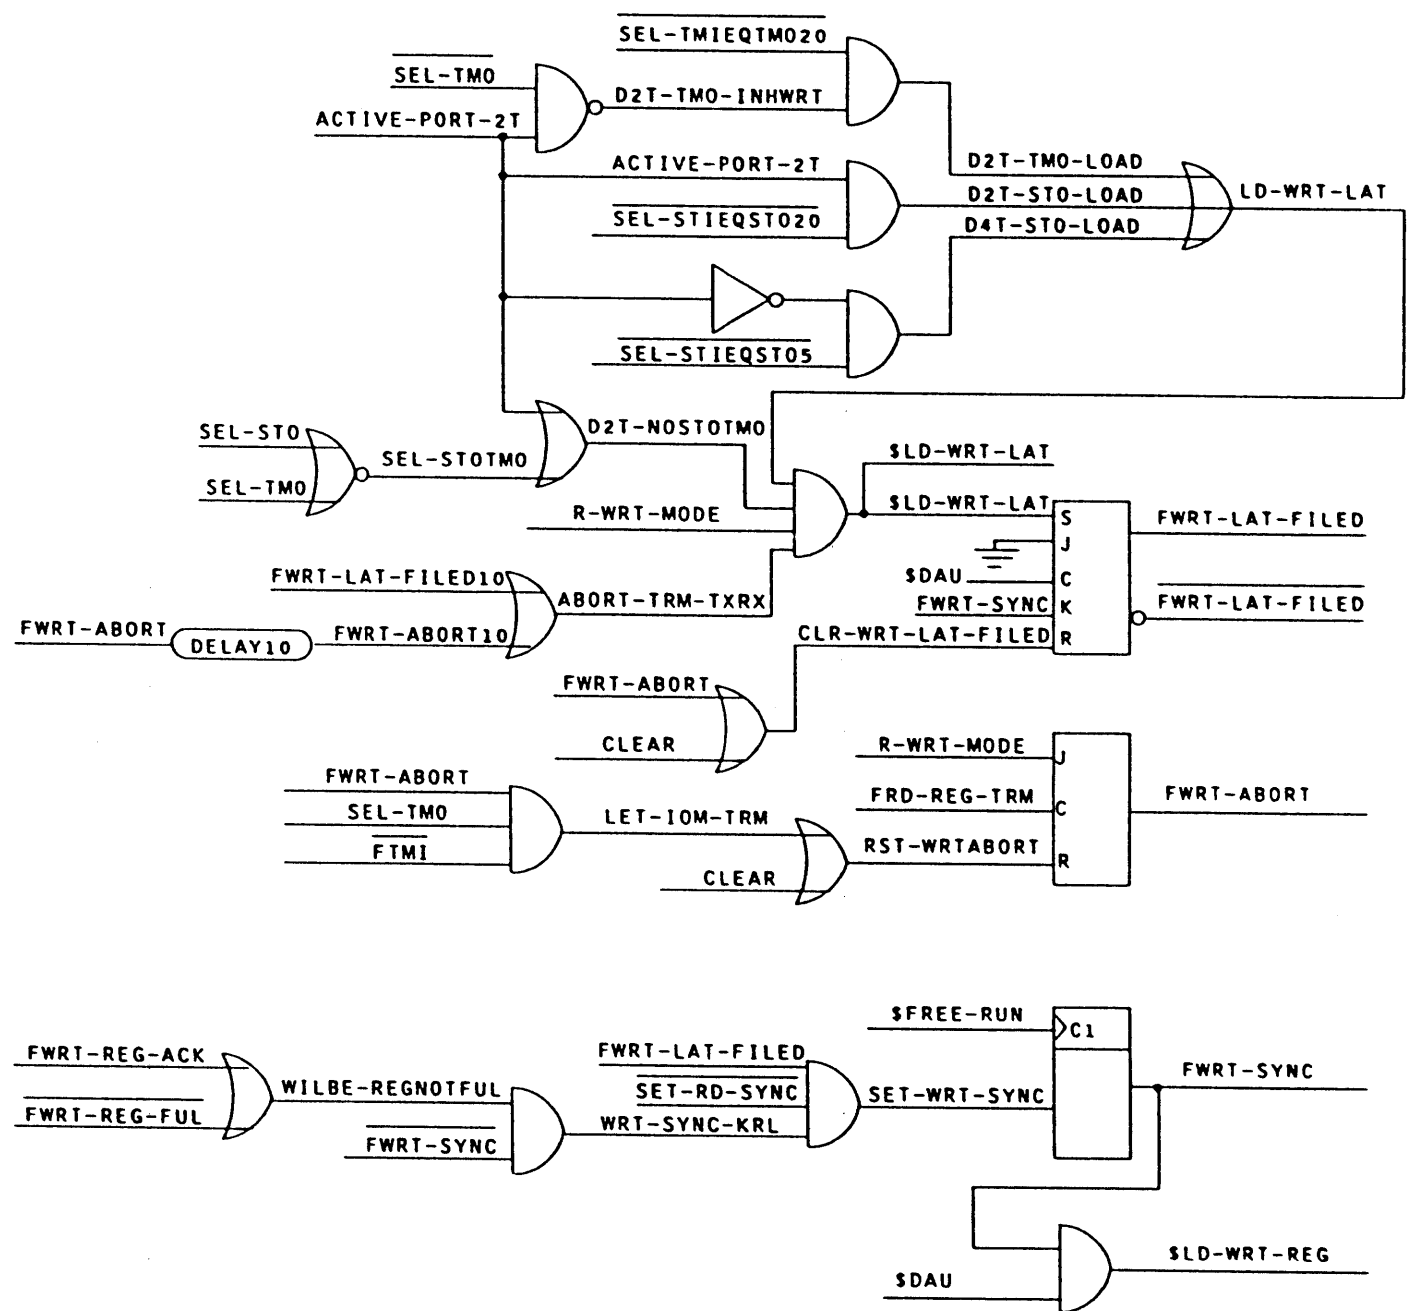 SEL-TMIEQTMO20
SEL-TMO
D2T-TMO-INHWRT
ACTIVE-PORT-2T
ACTIVE-PORT-2T
D2T-TMO-LOAD
SEL-STIEQSTO20
D2T-STO-LOAD
LD-WRT-LAT
D4T-STO-LOAD
SEL-STIEQSTO5
SEL-STO
D2T-NOSTOTMO
SEL-STOTMO
$LD-WRT-LAT
SEL-TMO
R-WRT-MODE
$LD-WRT-LAT
S
FWRT-LAT-FILED
J
FWRT-LAT-FILED10
$DAU
C
ABORT-TRM-TXRX
FWRT-SYNC
K
FWRT-LAT-FILED
FWRT-ABORT
DELAY10
FWRT-ABORT10
CLR-WRT-LAT-FILED
R
FWRT-ABORT
CLEAR
R-WRT-MODE
J
FWRT-ABORT
FRD-REG-TRM
C
FWRT-ABORT
SEL-TMO
LET-IOM-TRM
FTMI
RST-WRTABORT
R
CLEAR
$FREE-RUN
C1
FWRT-REG-ACK
FWRT-LAT-FILED
FWRT-SYNC
WILBE-REGNOTFUL
SET-RD-SYNC
SET-WRT-SYNC
FWRT-REG-FUL
WRT-SYNC-KRL
FWRT-SYNC
$LD-WRT-REG
$DAU